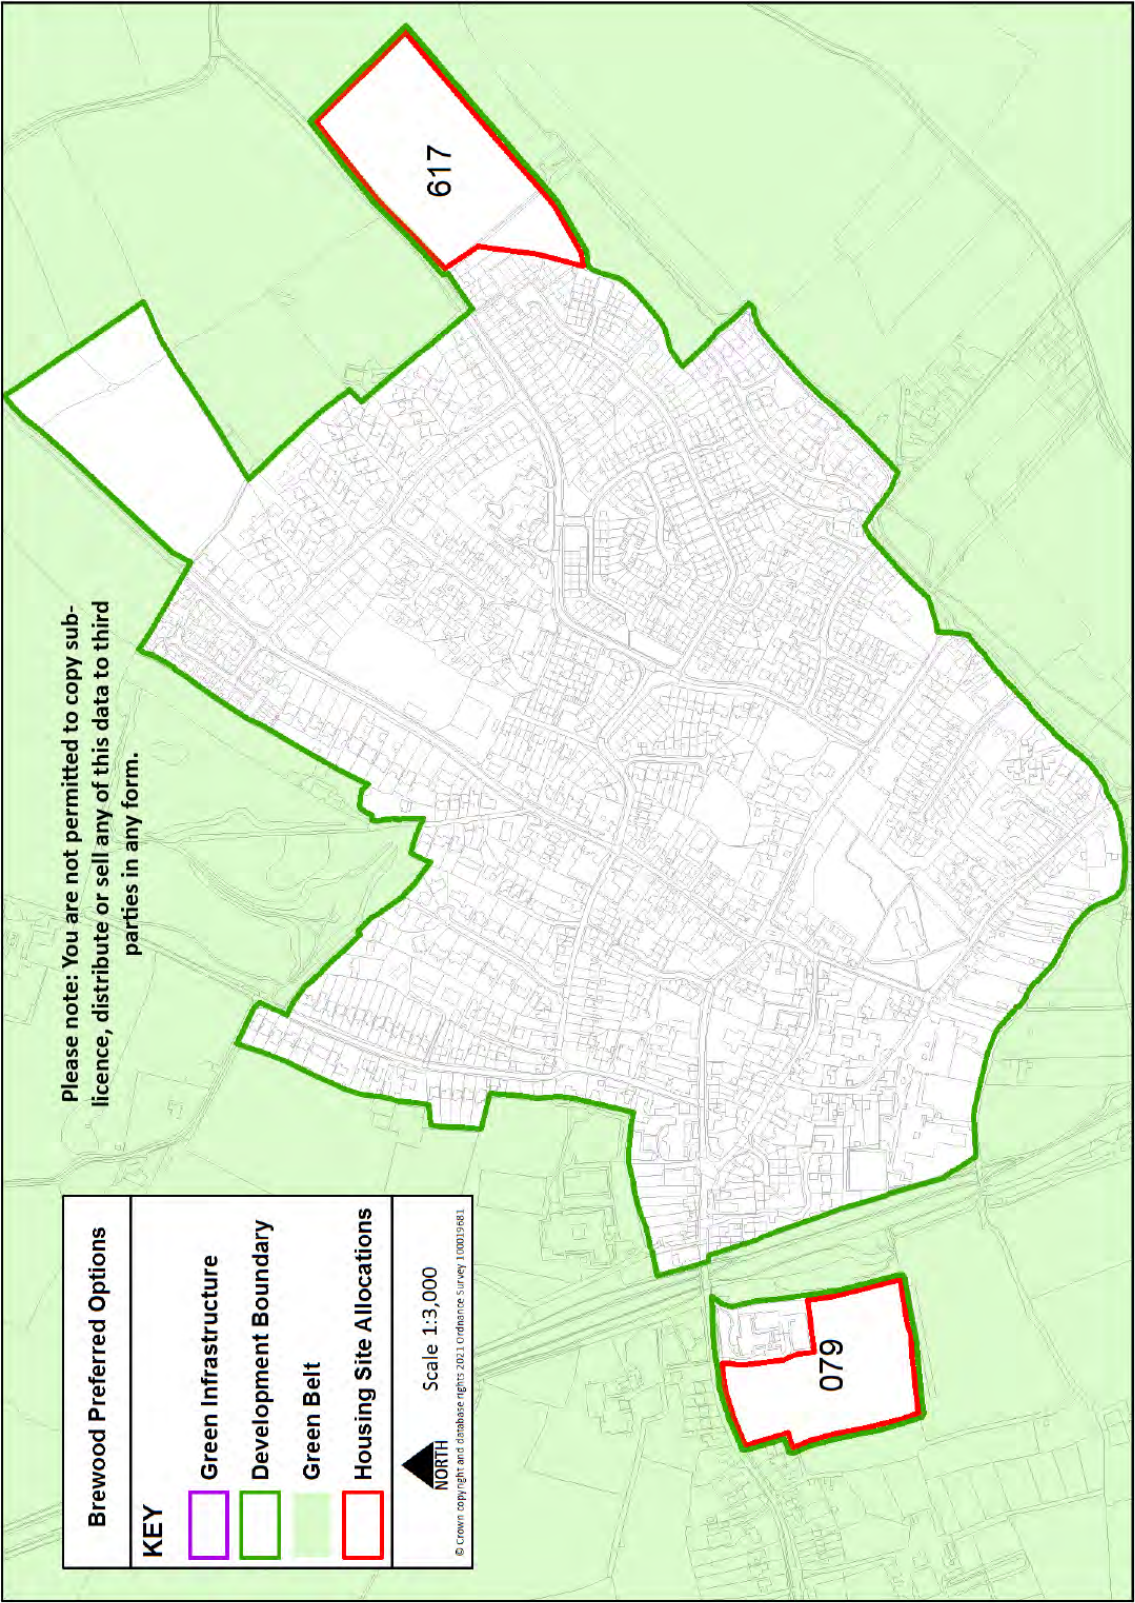 Please note: You are not permitted to copy sub-
licence, distribute or sell any of this data to third
parties in any form.
617
079
Brewood Preferred Options
KEY
Green Infrastructure
Development Boundary
Green Belt
Housing Site Allocations
NORTH
Scale 1:3,000
© Crown copyright and database rights 2021 Ordnance Survey 100019681